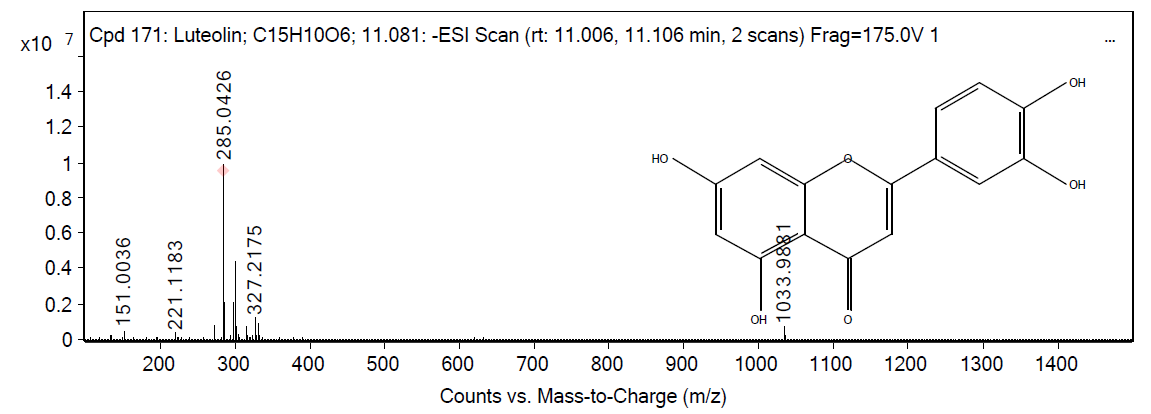 Cpd 171: Luteolin; C15H10O6; 11.081: -ESI Scan (rt: 11.006, 11.106 min, 2 scans) Frag=175.0V 1 ...
x10 7
1.4
1.2
1
0.8
0.6
0.4
0.2
0
285.0426
151.0036
221.1183
327.2175
1033.9881
OH
HO
O
OH
OH
O
200 300 400 500 600 700 800 900 1000 1100 1200 1300 1400
Counts vs. Mass-to-Charge (m/z)